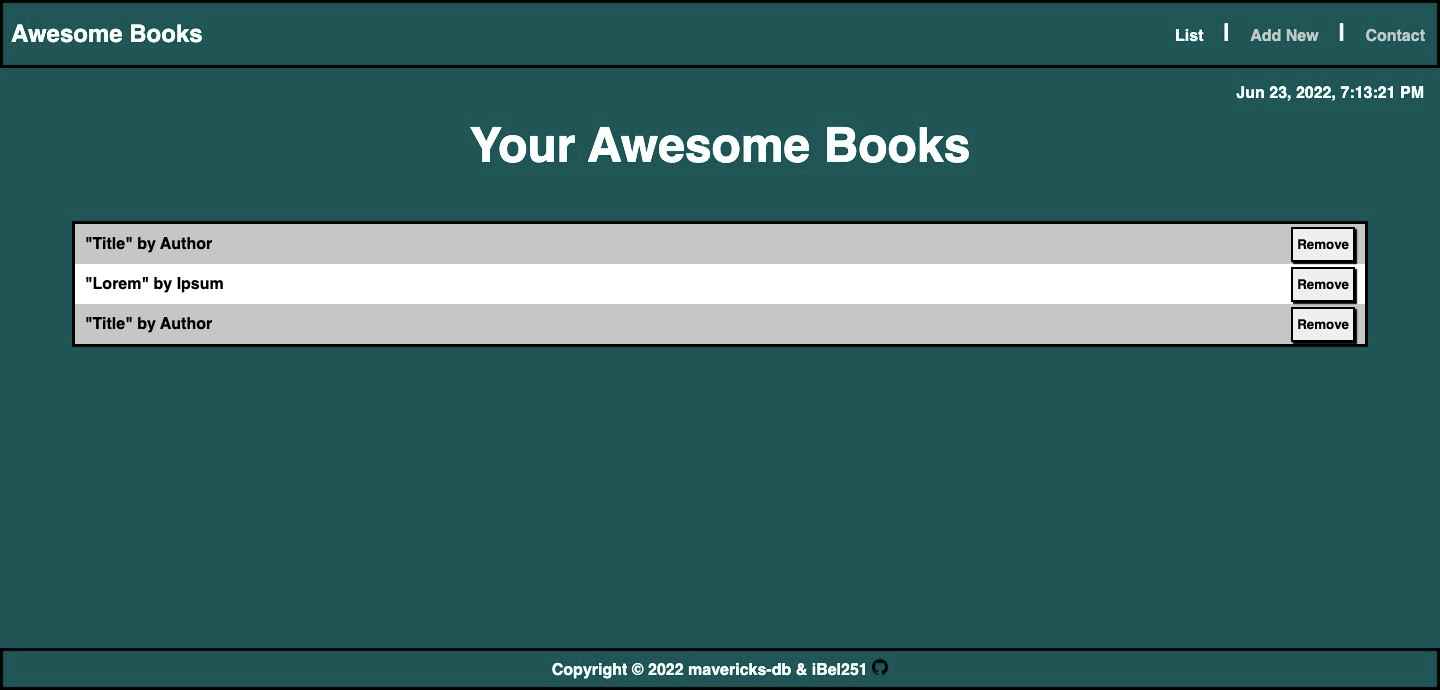 Awesome Books
List | Add New | Contact
Jun 23, 2022, 7:13:21 PM
Your Awesome Books
"Title" by Author Remove
"Lorem" by Ipsum Remove
"Title" by Author Remove
Copyright © 2022 mavericks-db & iBel251